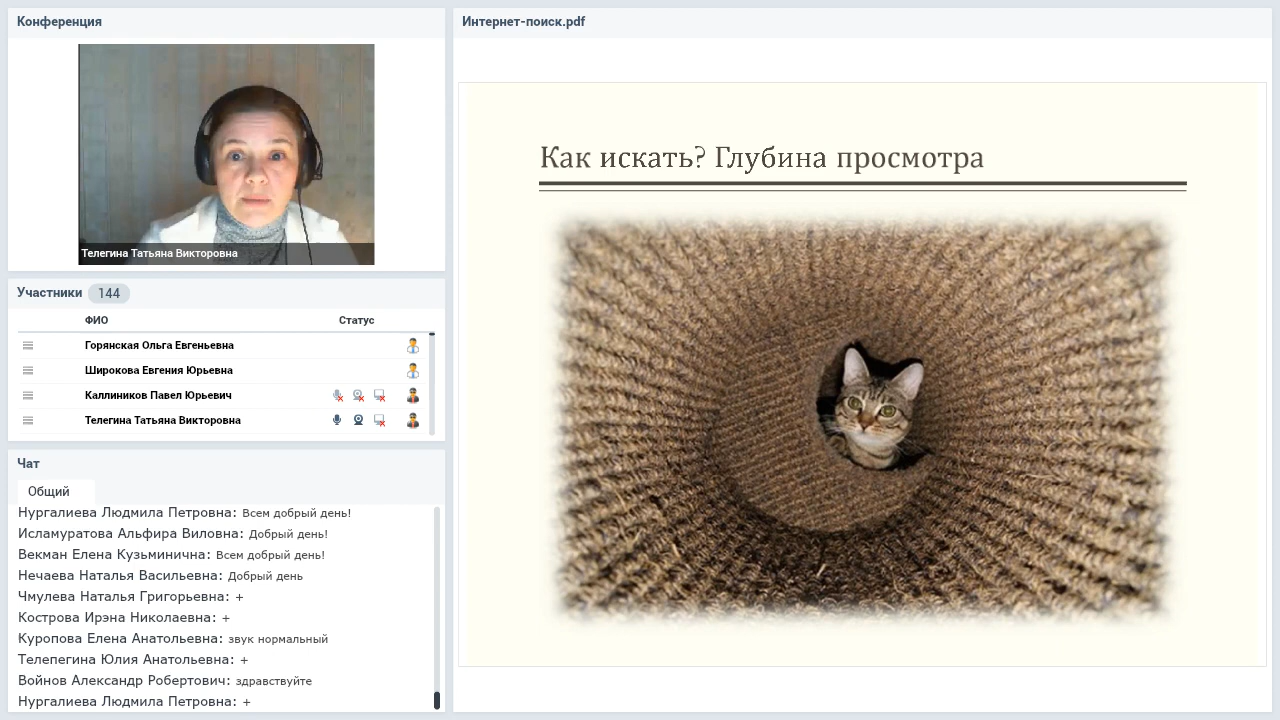 Конференция
Телегина Татьяна Викторовна
Участники 144
ФИО Статус
Горянская Ольга Евгеньевна
Широкова Евгения Юрьевна
Каллиников Павел Юрьевич
Телегина Татьяна Викторовна
Чат
Общий
Нургалиева Людмила Петровна: Всем добрый день!
Исламуратова Альфира Виловна: Добрый день!
Векман Елена Кузьминична: Всем добрый день!
Нечаева Наталья Васильевна: Добрый день
Чмулева Наталья Григорьевна: +
Кострова Ирэна Николаевна: +
Куропова Елена Анатольевна: звук нормальный
Телепегина Юлия Анатольевна: +
Войнов Александр Робертович: здравствуйте
Нургалиева Людмила Петровна: +
Интернет-поиск.pdf
Как искать? Глубина просмотра